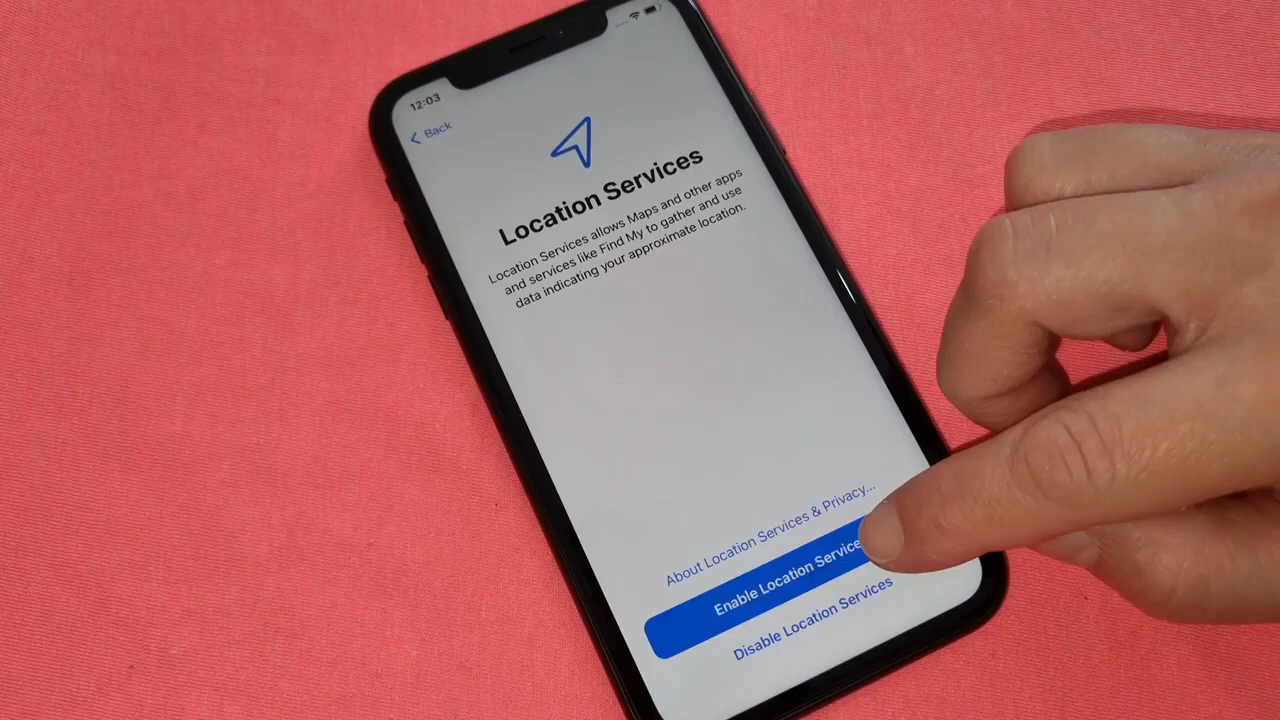 12:03
Back
Location Services
Location Services allows Maps and other apps
and services like Find My to gather and use
data indicating your approximate location.
About Location Services & Privacy...
Enable Location Service
Disable Location Services